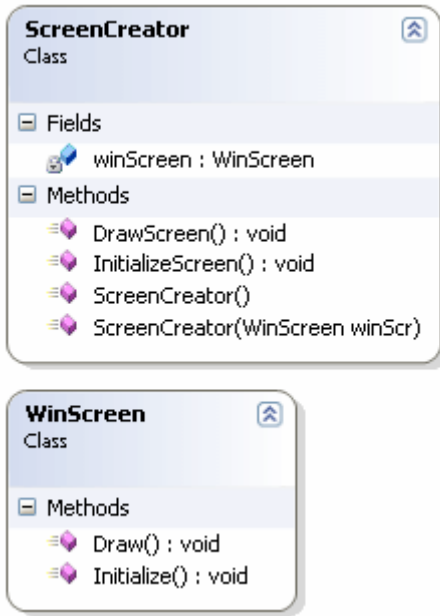 ScreenCreator
Class
Fields
winScreen : WinScreen
Methods
DrawScreen() : void
InitializeScreen() : void
ScreenCreator()
ScreenCreator(WinScreen winScr)
WinScreen
Class
Methods
Draw() : void
Initialize() : void